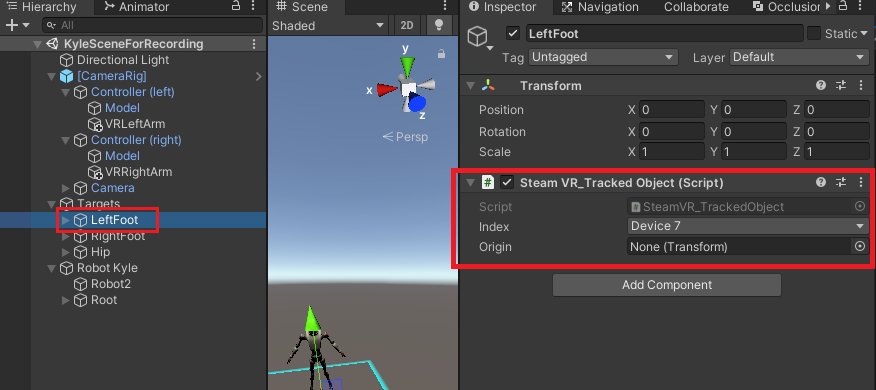 Hierarchy
Animator
All
KyleSceneForRecording
Directional Light
[CameraRig]
Controller (left)
Model
VRLeftArm
Controller (right)
Model
VRRightArm
Camera
Targets
LeftFoot
RightFoot
Hip
Robot Kyle
Robot2
Root
Scene
Shaded
2D
y
x
z
Persp
Inspector
Navigation
Collaborate
Occlusion
LeftFoot
Static
Tag Untagged
Layer Default
Transform
Position X 0 Y 0 Z 0
Rotation X 0 Y 0 Z 0
Scale X 1 Y 1 Z 1
# Steam VR_Tracked Object (Script)
Script SteamVR_TrackedObject
Index Device 7
Origin None (Transform)
Add Component